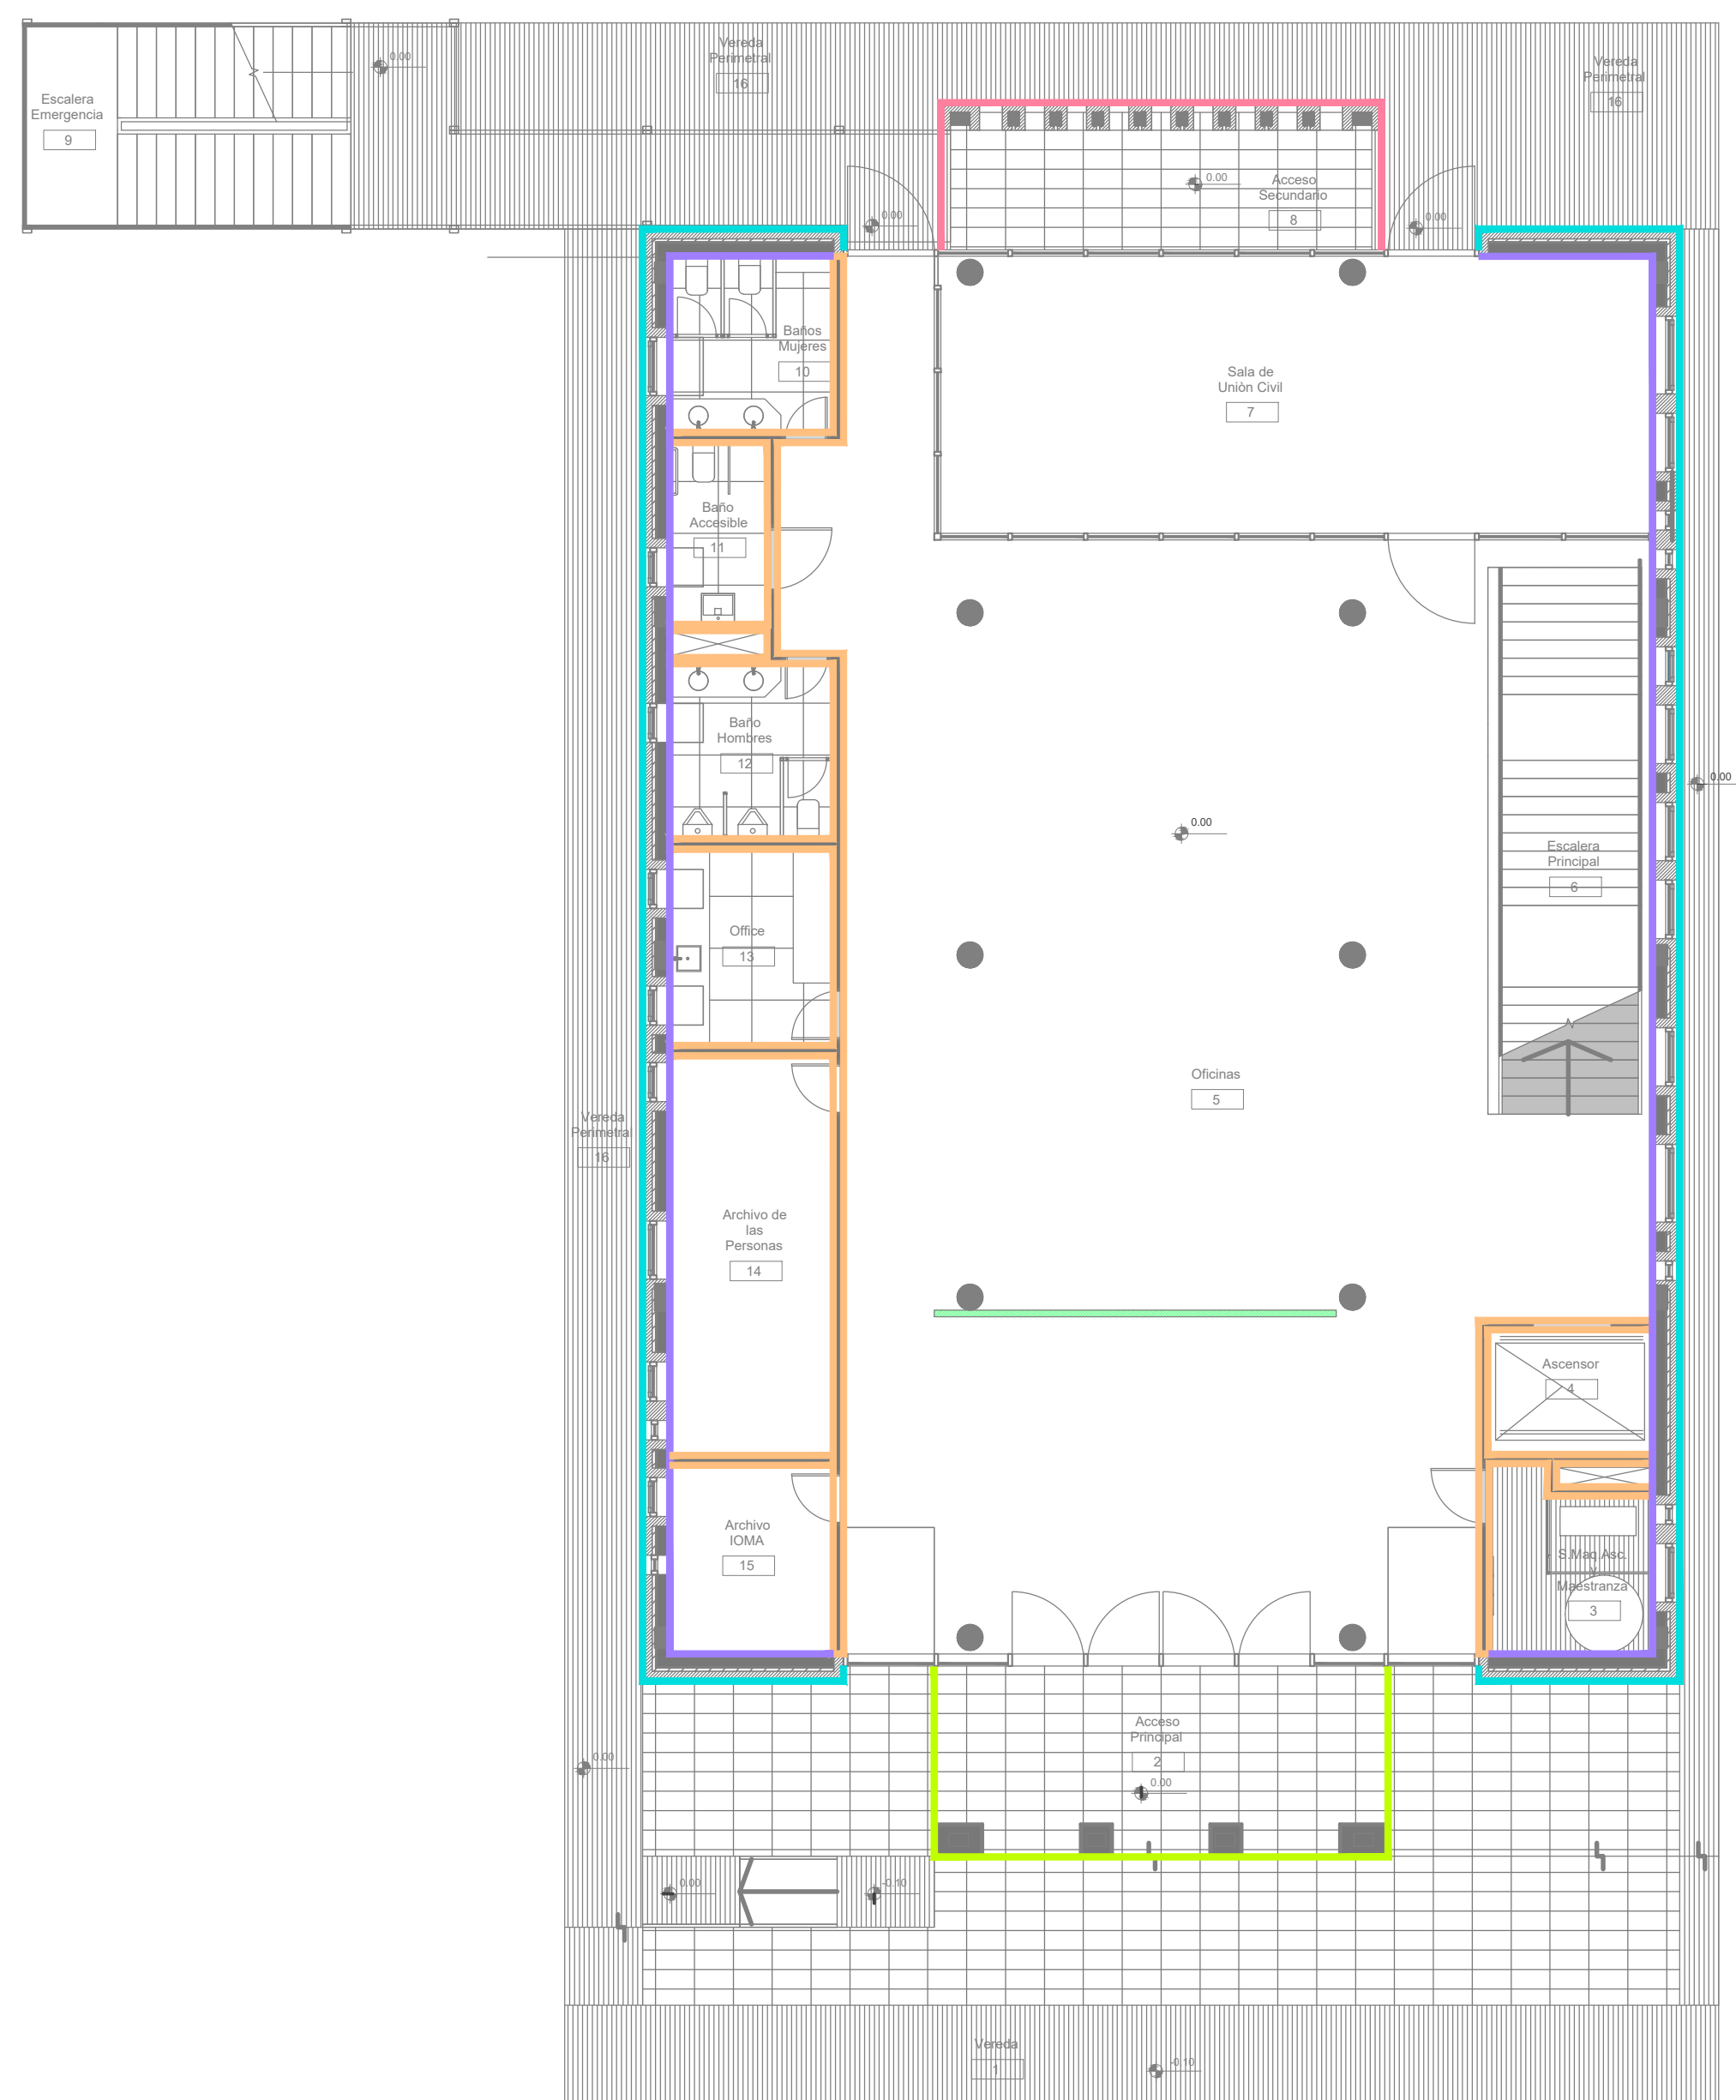 Vereda
Perimetral
16
0.00
Vereda
Perimetral
16
Escalera
Emergencia
9
0.00
Acceso
Secundario
8
0.00
0.00
Baños
Mujeres
10
Sala de
Uniòn Civil
7
Baño
Accesible
11
Baño
Hombres
12
0.00
0.00
Escalera
Principal
6
Office
13
Oficinas
5
Vereda
Perimetral
16
Archivo de
las
Personas
14
Ascensor
4
Archivo
IOMA
15
S.Maq.Asc.
y
Maestranza
3
Acceso
Principal
2
0.00
0.00
0.00
-0.10
Vereda
1
-0.10